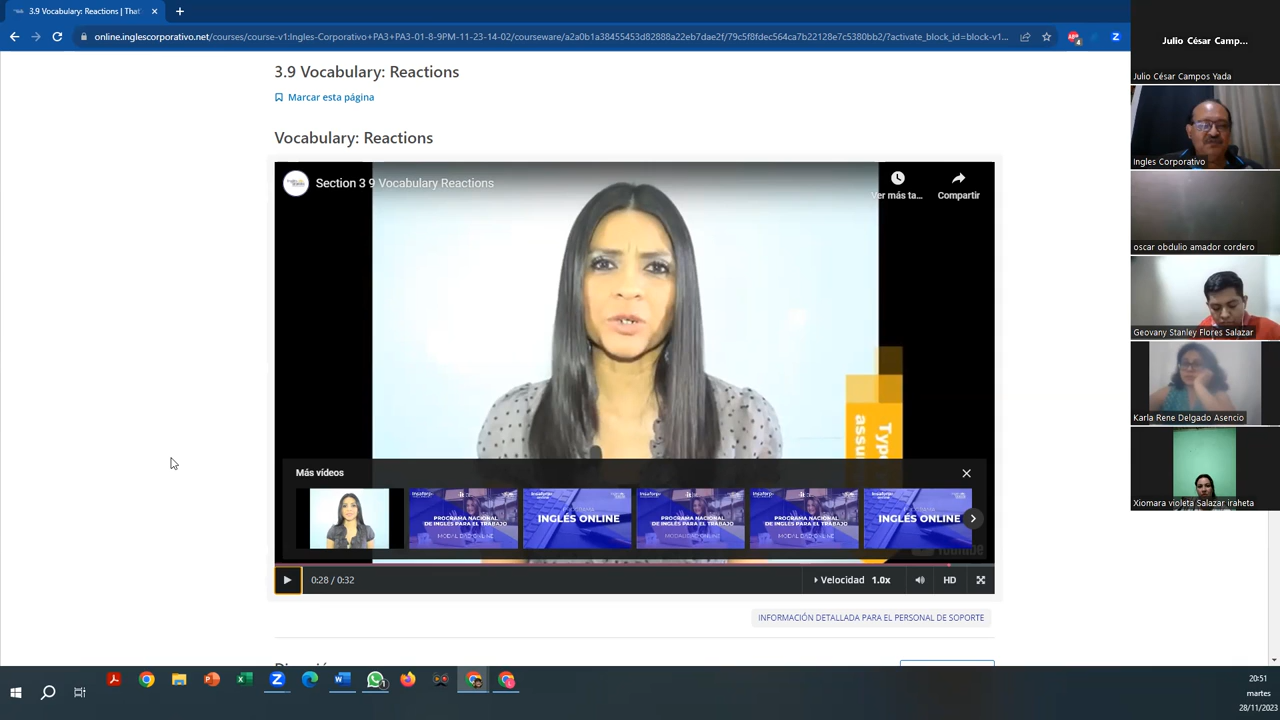 3.9 Vocabulary: Reactions | That'
online.inglescorporativo.net/courses/course-v1:Ingles-Corporativo+PA3+PA3-01-8-9PM-11-23-14-02/courseware/a2a0b1a38455453d82888a22eb7dae2f/79c5f8fdec564ca7b22128e7c5380bb2/?activate_block_id=block-v1...
3.9 Vocabulary: Reactions
Marcar esta página
Vocabulary: Reactions
Section 3 9 Vocabulary Reactions
Ver más ta...
Compartir
Más vídeos
PROGRAMA NACIONAL
DE INGLÉS PARA EL TRABAJO
MODALIDAD ONLINE
INGLÉS ONLINE
PROGRAMA NACIONAL
DE INGLÉS PARA EL TRABAJO
MODALIDAD ONLINE
PROGRAMA NACIONAL
DE INGLÉS PARA EL TRABAJO
MODALIDAD ONLINE
INGLÉS ONLINE
0:28 / 0:32
Velocidad 1.0x
HD
INFORMACIÓN DETALLADA PARA EL PERSONAL DE SOPORTE
Julio César Camp...
Julio César Campos Yada
Ingles Corporativo
oscar obdulio amador cordero
Geovany Stanley Flores Salazar
Karla Rene Delgado Asencio
Xiomara violeta Salazar iraheta
20:51
martes
28/11/2023